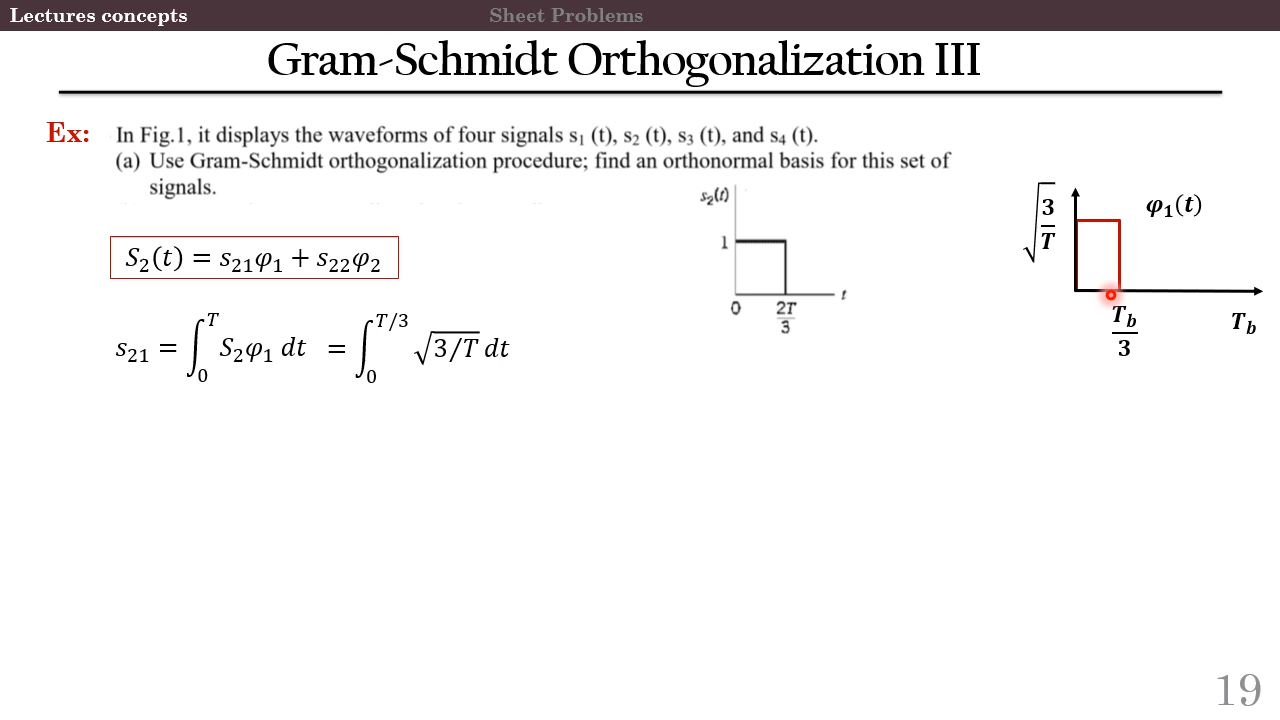 Lectures concepts
Sheet Problems
Gram-Schmidt Orthogonalization III
Ex:
In Fig.1, it displays the waveforms of four signals s₁ (t), s₂ (t), s₃ (t), and s₄ (t).
(a) Use Gram-Schmidt orthogonalization procedure; find an orthonormal basis for this set of
signals.
S₂(t) = s₂₁φ₁ + s₂₂φ₂
s₂₁ = ∫₀ᵀ S₂φ₁ dt = ∫₀^(T/3) √(3/T) dt
s₂(t)
1
0
2T/3
t
√(3/T)
φ₁(t)
T_b/3
T_b
19